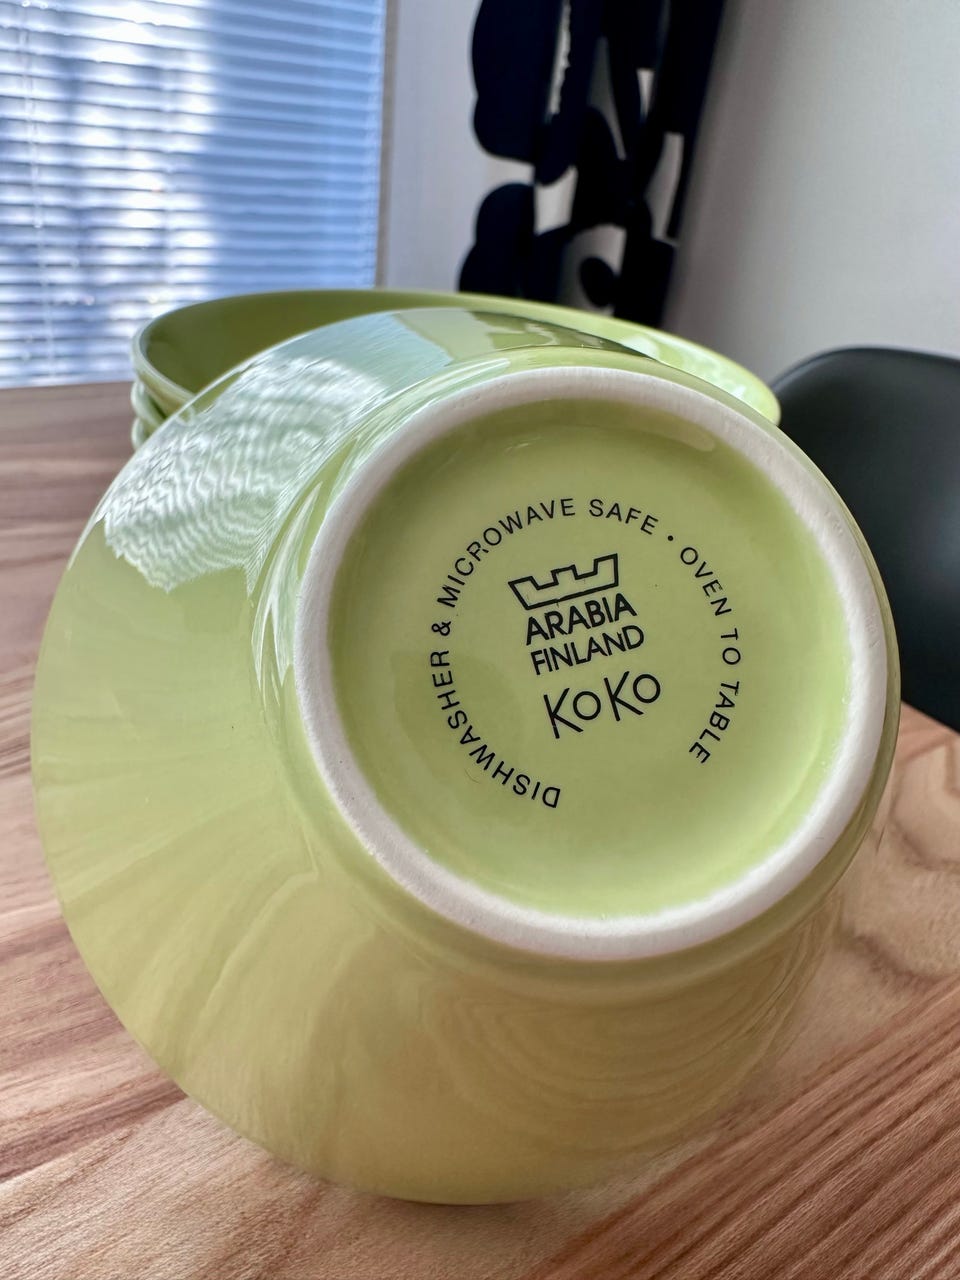 DISHWASHER & MICROWAVE SAFE • OVEN TO TABLE
ARABIA
FINLAND
KoKo